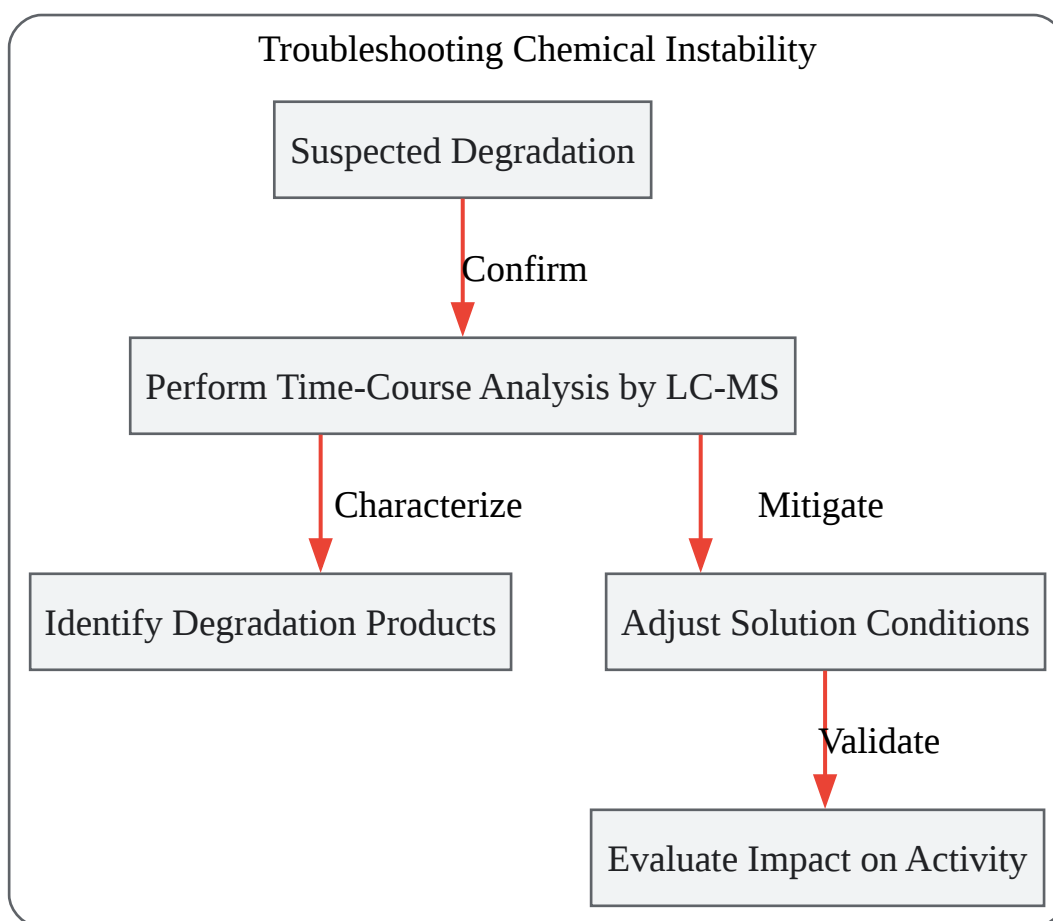 Troubleshooting Chemical Instability
Suspected Degradation
Confirm
Perform Time-Course Analysis by LC-MS
Characterize
Mitigate
Identify Degradation Products
Adjust Solution Conditions
Validate
Evaluate Impact on Activity